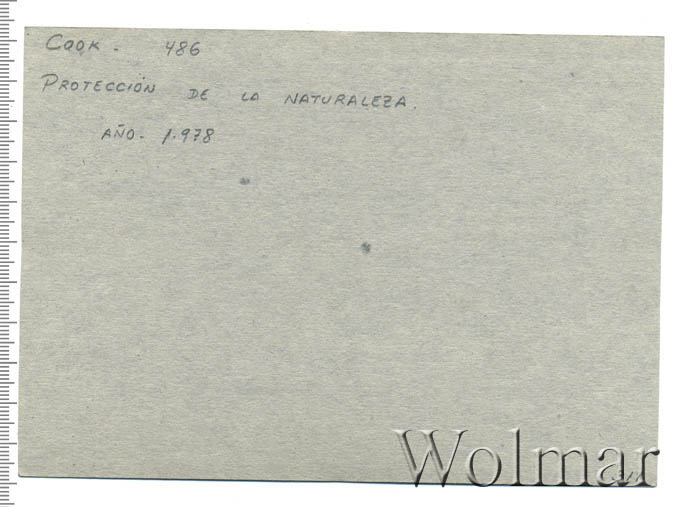 Cook. 486
PROTECCIÓN DE LA NATURALEZA.
AÑO. 1.978
Wolmar